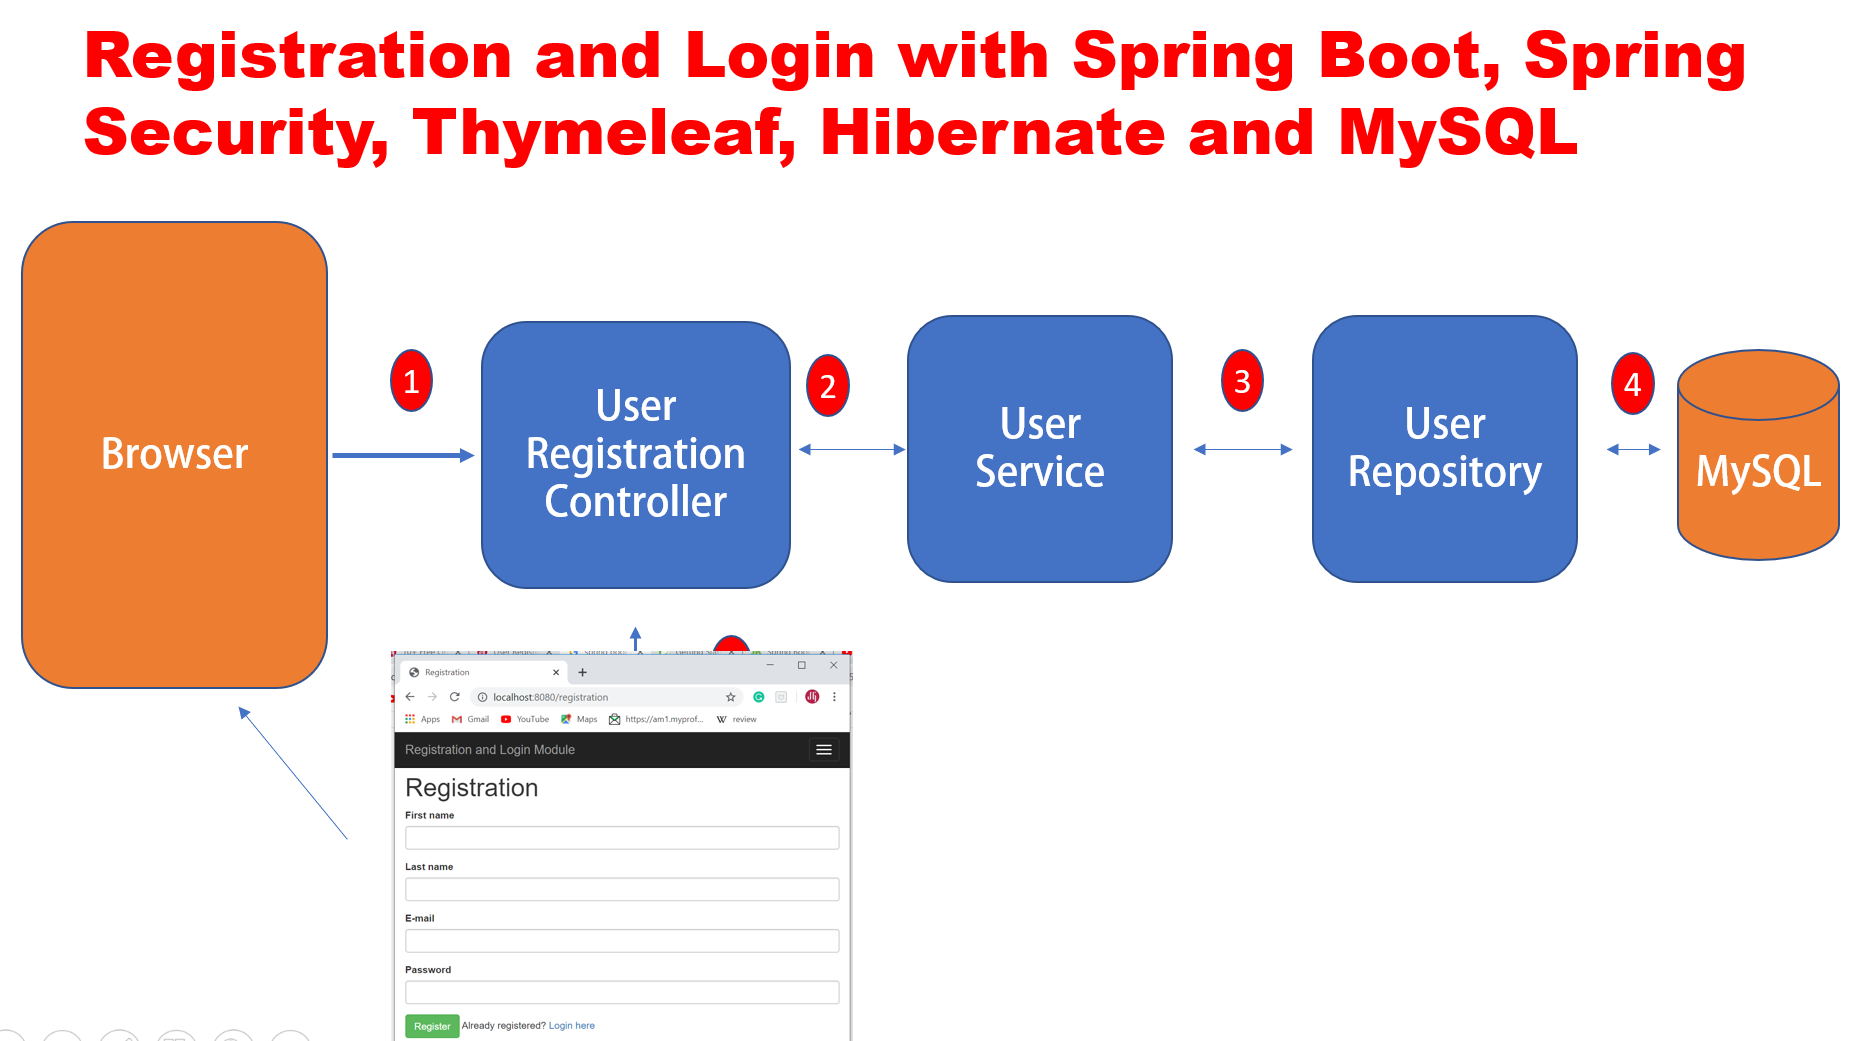 Registration and Login with Spring Boot, Spring
Security, Thymeleaf, Hibernate and MySQL
Browser
1
User
Registration
Controller
2
User
Service
3
User
Repository
4
MySQL
Registration
localhost:8080/registration
Apps Gmail YouTube Maps https://am1.myprof... review
Registration and Login Module
Registration
First name
Last name
E-mail
Password
Register Already registered? Login here